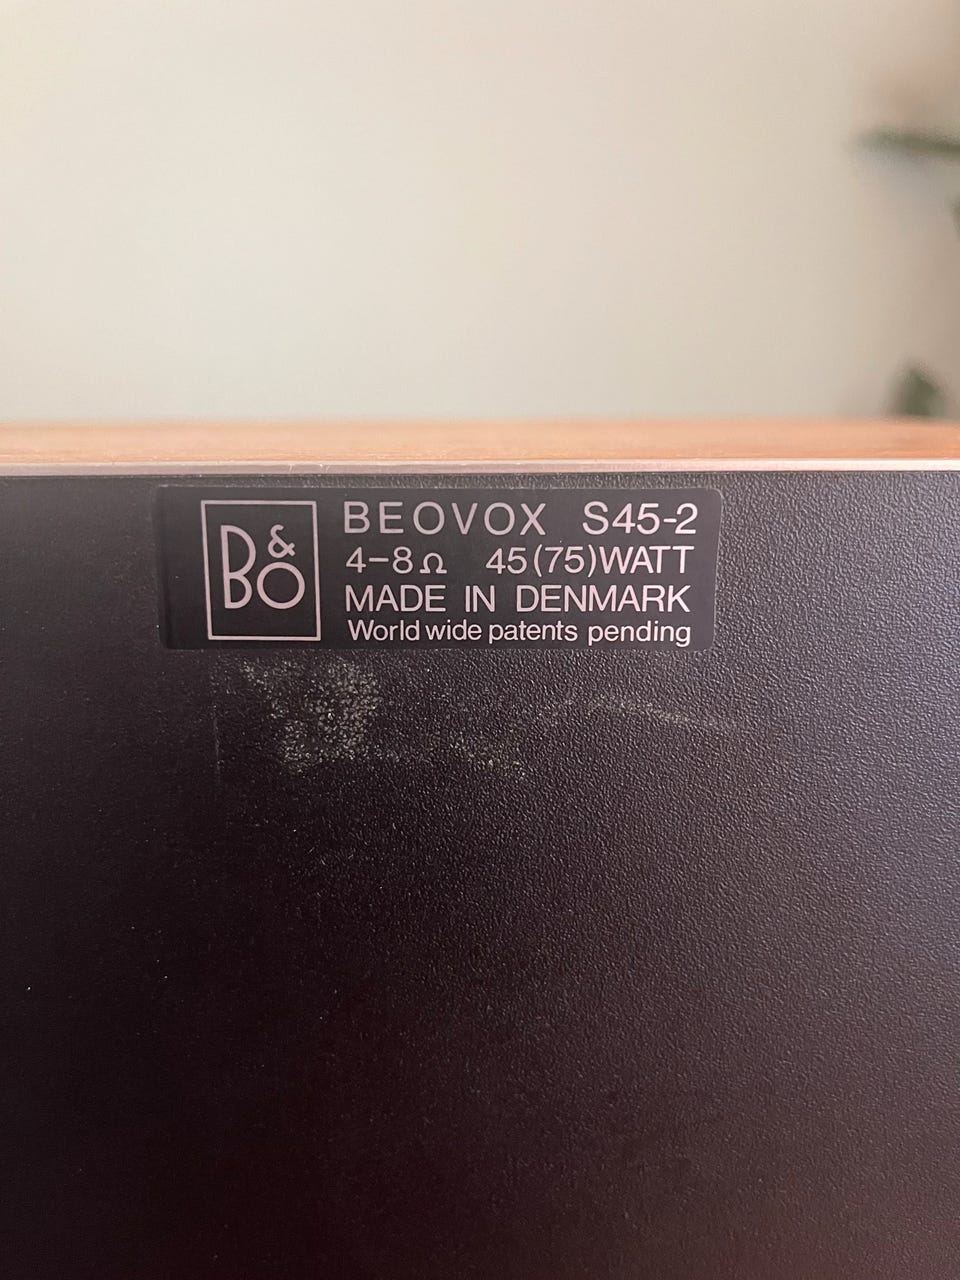 B&O
BEOVOX S45-2
4-8Ω 45(75)WATT
MADE IN DENMARK
World wide patents pending